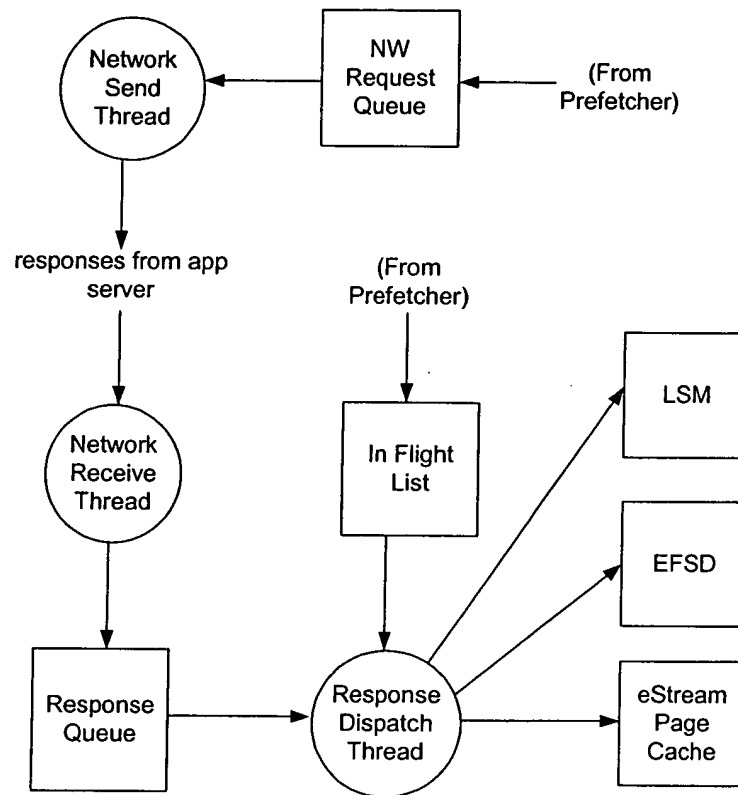 Network
Send
Thread
NW
Request
Queue
(From
Prefetcher)
responses from app
server
(From
Prefetcher)
LSM
Network
Receive
Thread
In Flight
List
EFSD
Response
Queue
Response
Dispatch
Thread
eStream
Page
Cache